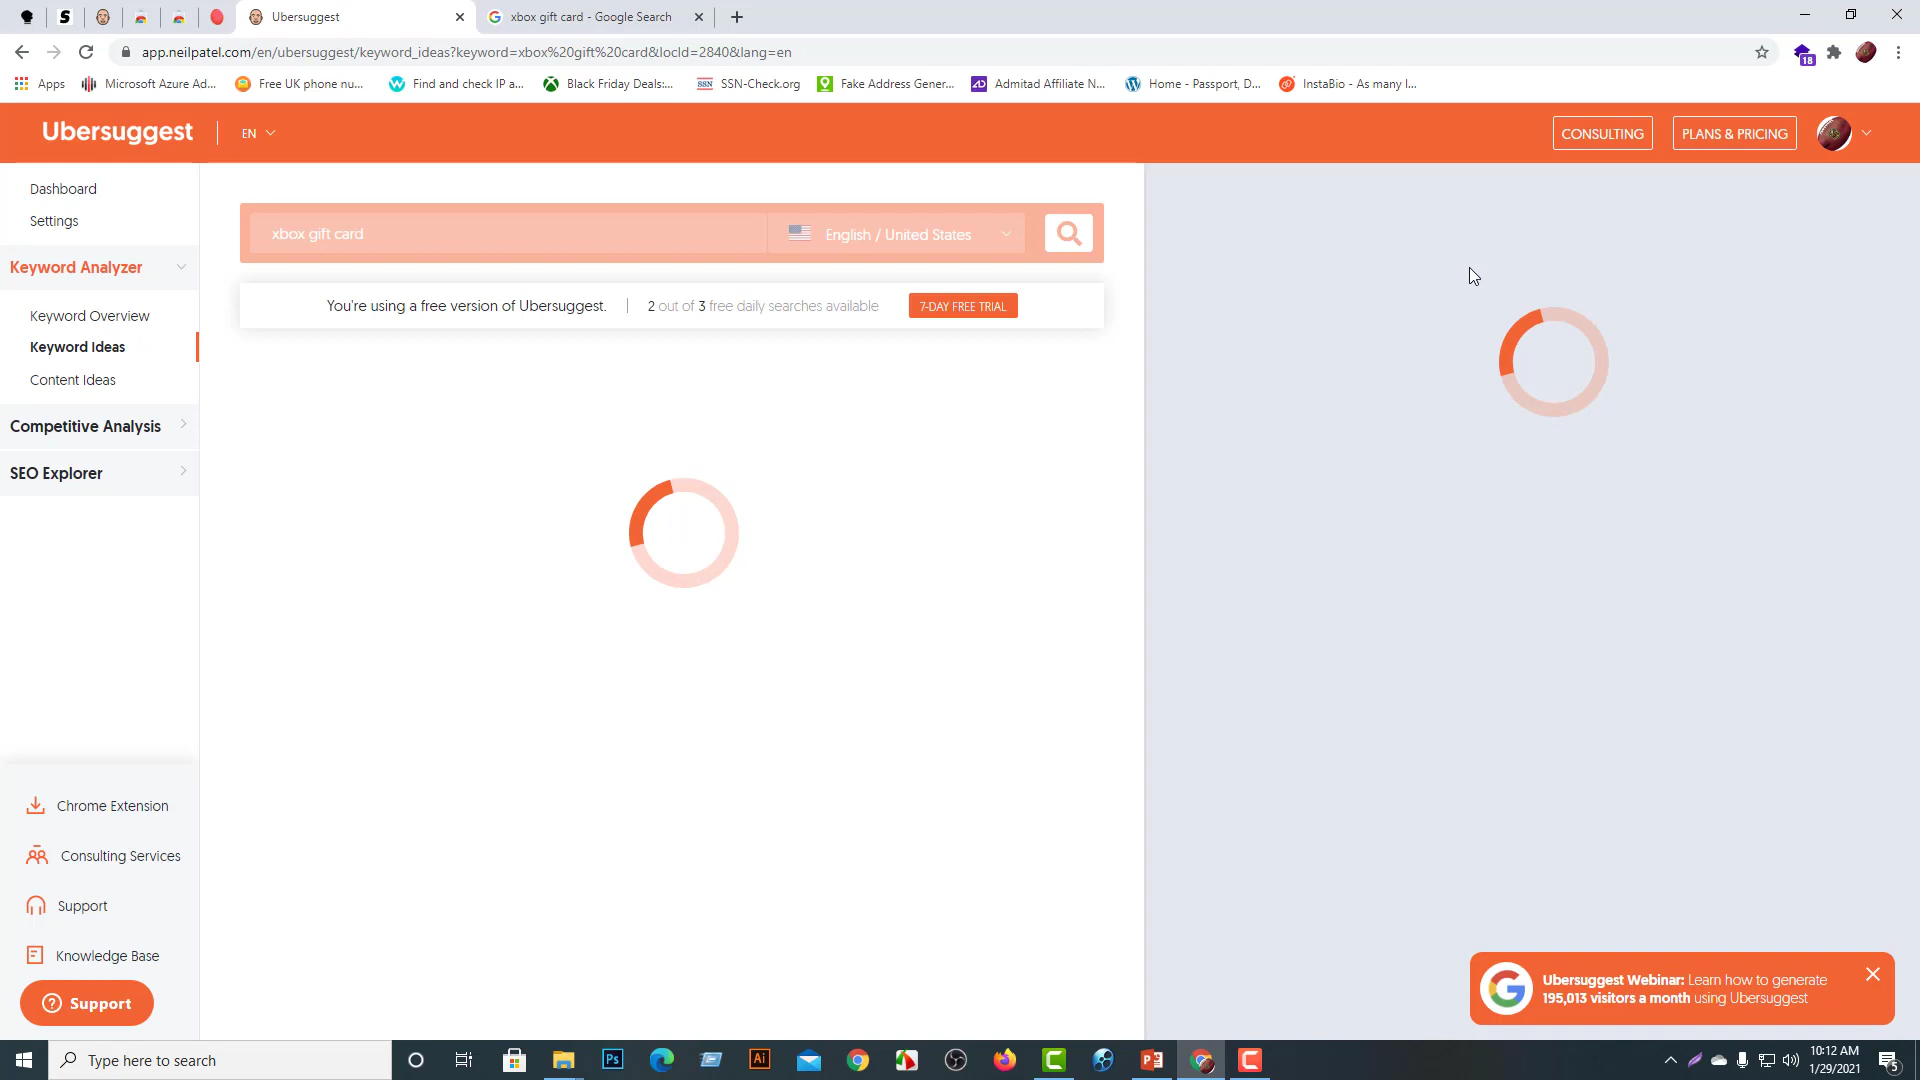 Ubersuggest
xbox gift card - Google Search
app.neilpatel.com/en/ubersuggest/keyword_ideas?keyword=xbox%20gift%20card&locId=2840&lang=en
18
Apps
Microsoft Azure Ad...
Free UK phone nu...
Find and check IP a...
Black Friday Deals:...
SSN
SSN-Check.org
Fake Address Gener...
Admitad Affiliate N...
Home - Passport, D...
InstaBio - As many l...
Ubersuggest
EN
CONSULTING
PLANS & PRICING
Dashboard
Settings
Keyword Analyzer
Keyword Overview
Keyword Ideas
Content Ideas
Competitive Analysis
SEO Explorer
xbox gift card
English / United States
You're using a free version of Ubersuggest.
2 out of 3 free daily searches available
7-DAY FREE TRIAL
Chrome Extension
Consulting Services
Support
Knowledge Base
Support
Ubersuggest Webinar: Learn how to generate
195,013 visitors a month using Ubersuggest
Type here to search
Ps
Ai
10:12 AM
1/29/2021
5